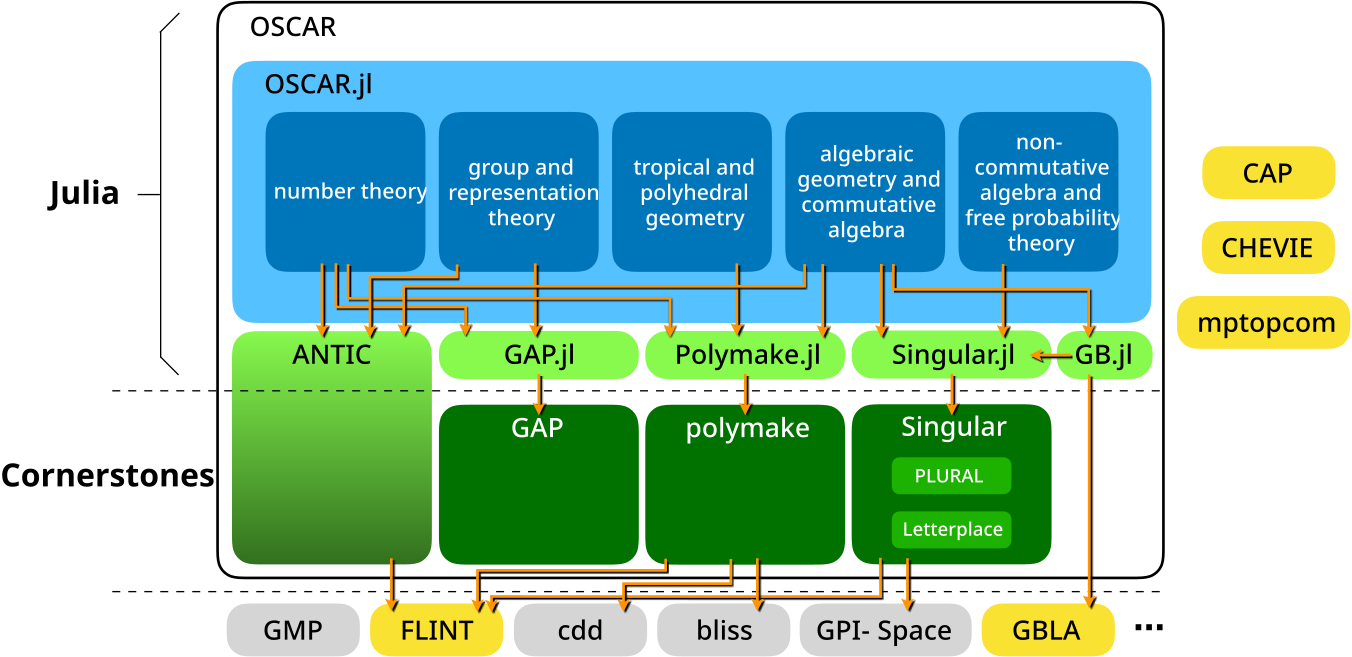 OSCAR
OSCAR.jl
Julia
number theory
group and
representation
theory
tropical and
polyhedral
geometry
algebraic
geometry and
commutative
algebra
non-
commutative
algebra and
free probability
theory
CAP
CHEVIE
mptopcom
ANTIC
GAP.jl
Polymake.jl
Singular.jl
GB.jl
Cornerstones
GAP
polymake
Singular
PLURAL
Letterplace
GMP
FLINT
cdd
bliss
GPI- Space
GBLA
...